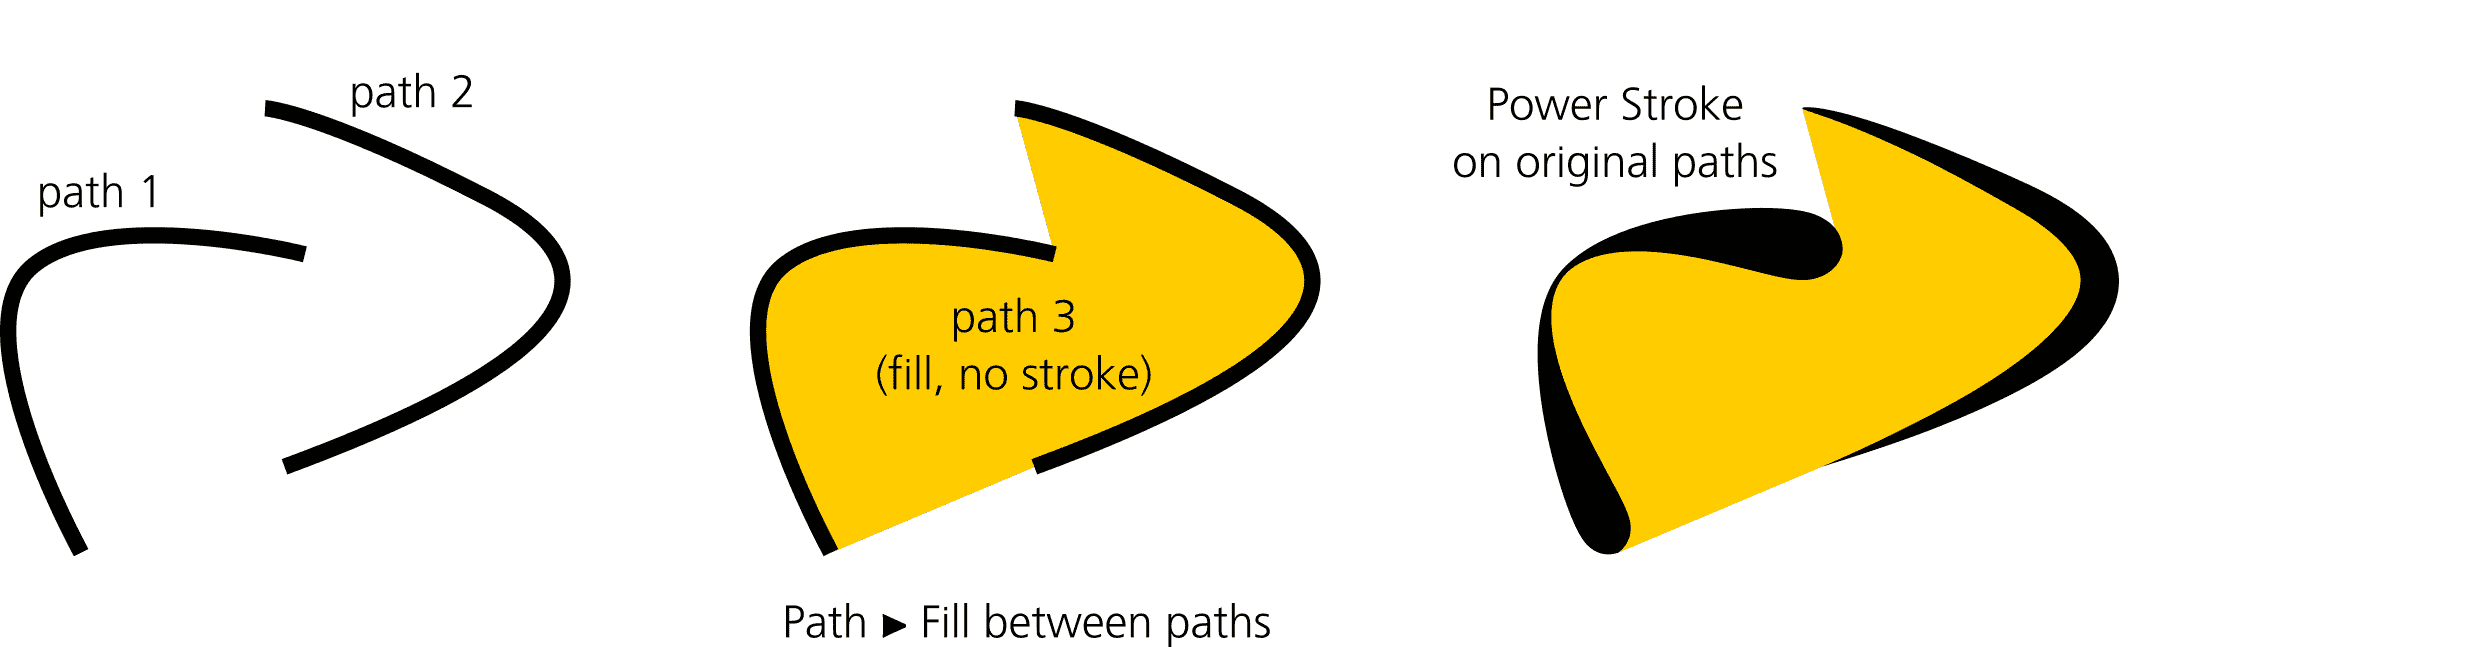 path 2
path 1
path 3
(fill, no stroke)
Path ► Fill between paths
Power Stroke
on original paths